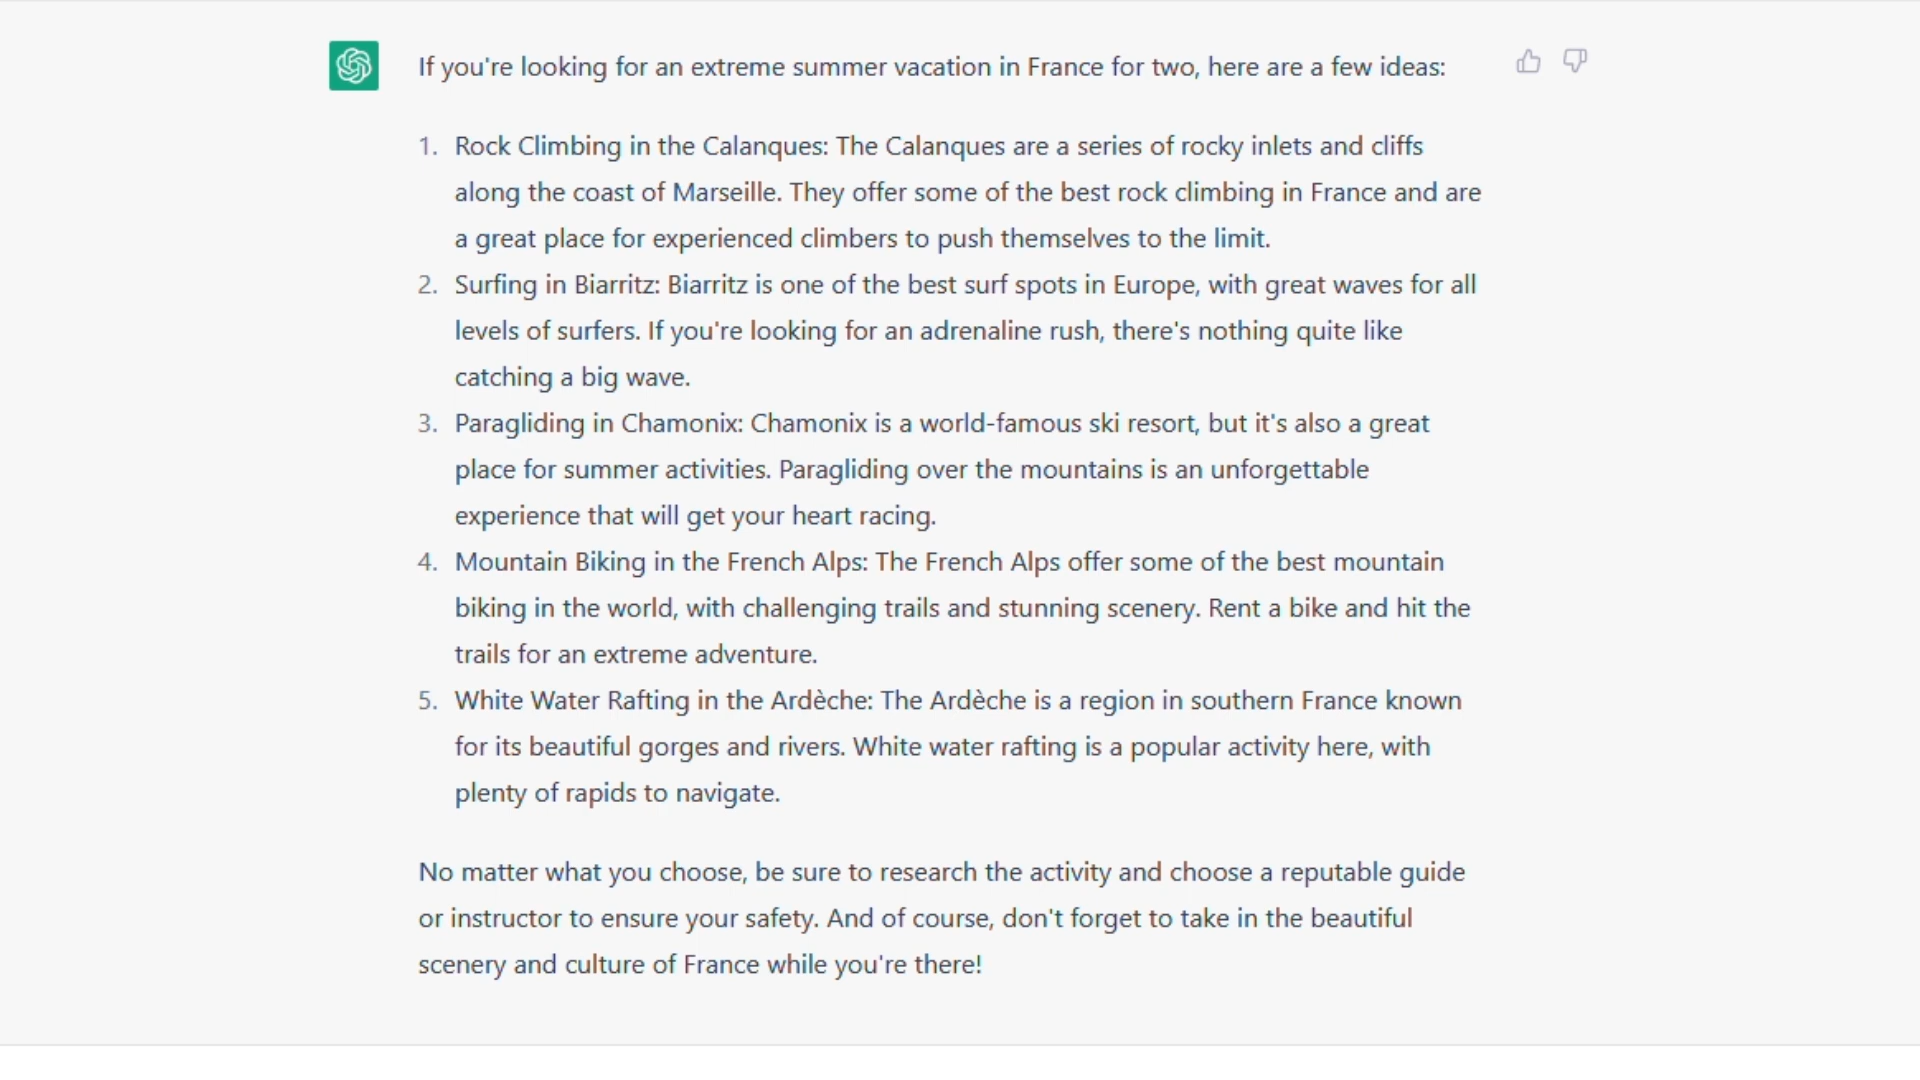 If you're looking for an extreme summer vacation in France for two, here are a few ideas:
1. Rock Climbing in the Calanques: The Calanques are a series of rocky inlets and cliffs
along the coast of Marseille. They offer some of the best rock climbing in France and are
a great place for experienced climbers to push themselves to the limit.
2. Surfing in Biarritz: Biarritz is one of the best surf spots in Europe, with great waves for all
levels of surfers. If you're looking for an adrenaline rush, there's nothing quite like
catching a big wave.
3. Paragliding in Chamonix: Chamonix is a world-famous ski resort, but it's also a great
place for summer activities. Paragliding over the mountains is an unforgettable
experience that will get your heart racing.
4. Mountain Biking in the French Alps: The French Alps offer some of the best mountain
biking in the world, with challenging trails and stunning scenery. Rent a bike and hit the
trails for an extreme adventure.
5. White Water Rafting in the Ardèche: The Ardèche is a region in southern France known
for its beautiful gorges and rivers. White water rafting is a popular activity here, with
plenty of rapids to navigate.
No matter what you choose, be sure to research the activity and choose a reputable guide
or instructor to ensure your safety. And of course, don't forget to take in the beautiful
scenery and culture of France while you're there!